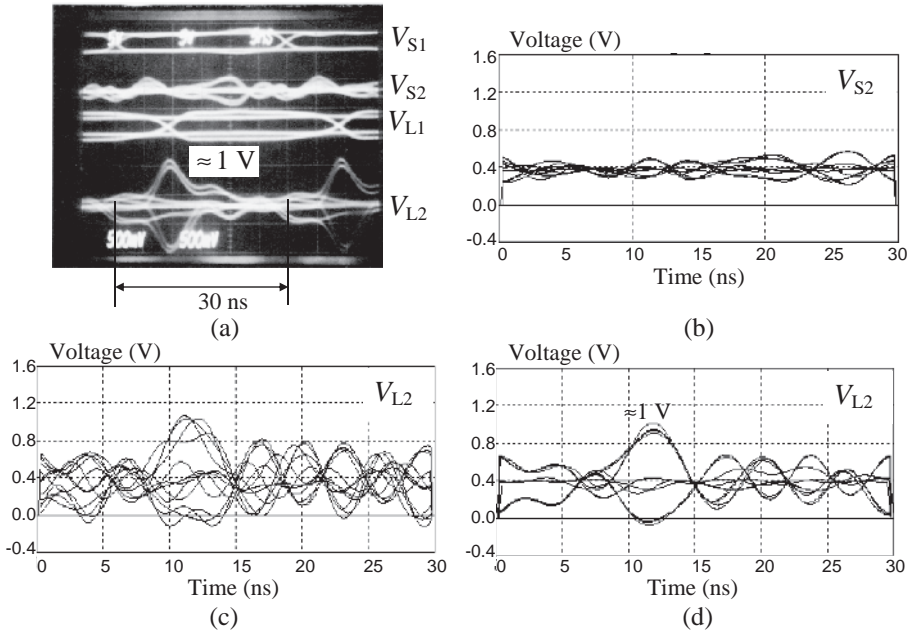 V_S1
V_S2
V_L1
≈ 1 V
V_L2
500mV 500mV
30 ns
(a)
Voltage (V)
V_S2
1.6
1.2
0.8
0.4
0.0
-0.4
0 5 10 15 20 25 30
Time (ns)
(b)
Voltage (V)
V_L2
1.6
1.2
0.8
0.4
0.0
-0.4
0 5 10 15 20 25 30
Time (ns)
(c)
Voltage (V)
V_L2
≈1 V
1.6
1.2
0.8
0.4
0.0
-0.4
0 5 10 15 20 25 30
Time (ns)
(d)